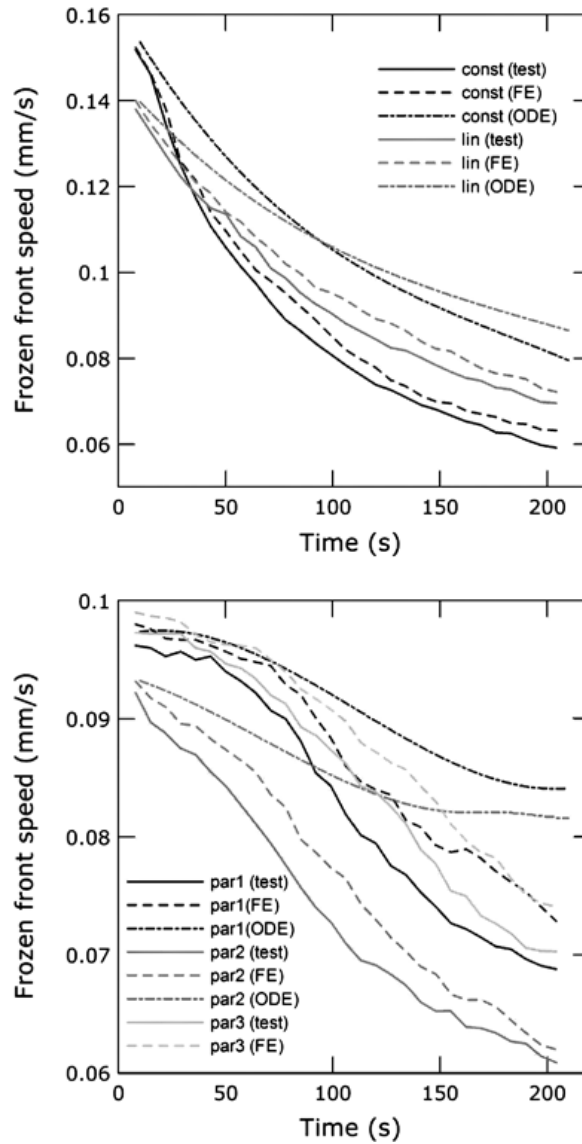 0.16
0.14
0.12
0.1
0.08
0.06
Frozen front speed (mm/s)
const (test)
const (FE)
const (ODE)
lin (test)
lin (FE)
lin (ODE)
0 50 100 150 200
Time (s)
0.1
0.09
0.08
0.07
0.06
Frozen front speed (mm/s)
par1 (test)
par1(FE)
par1(ODE)
par2 (test)
par2 (FE)
par2 (ODE)
par3 (test)
par3 (FE)
0 50 100 150 200
Time (s)